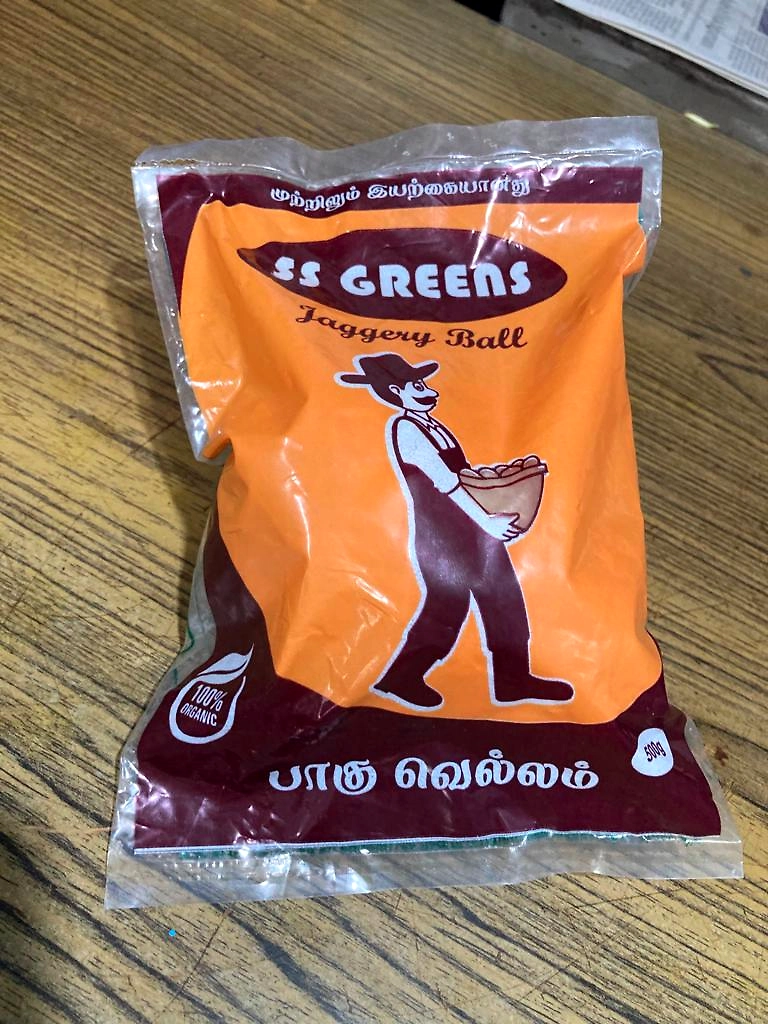 முற்றிலும் இயற்கையானது
SS GREENS
Jaggery Ball
100%
ORGANIC
பாகு வெல்லம்
500g